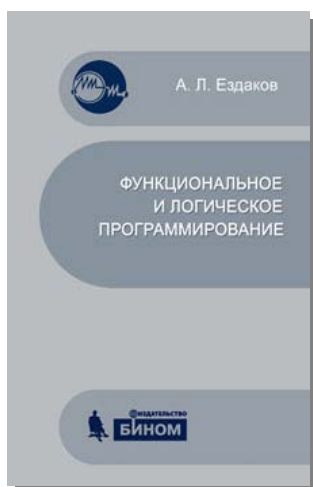 А. Л. Ездаков
ФУНКЦИОНАЛЬНОЕ
И ЛОГИЧЕСКОЕ
ПРОГРАММИРОВАНИЕ
ИЗДАТЕЛЬСТВО
БИНОМ